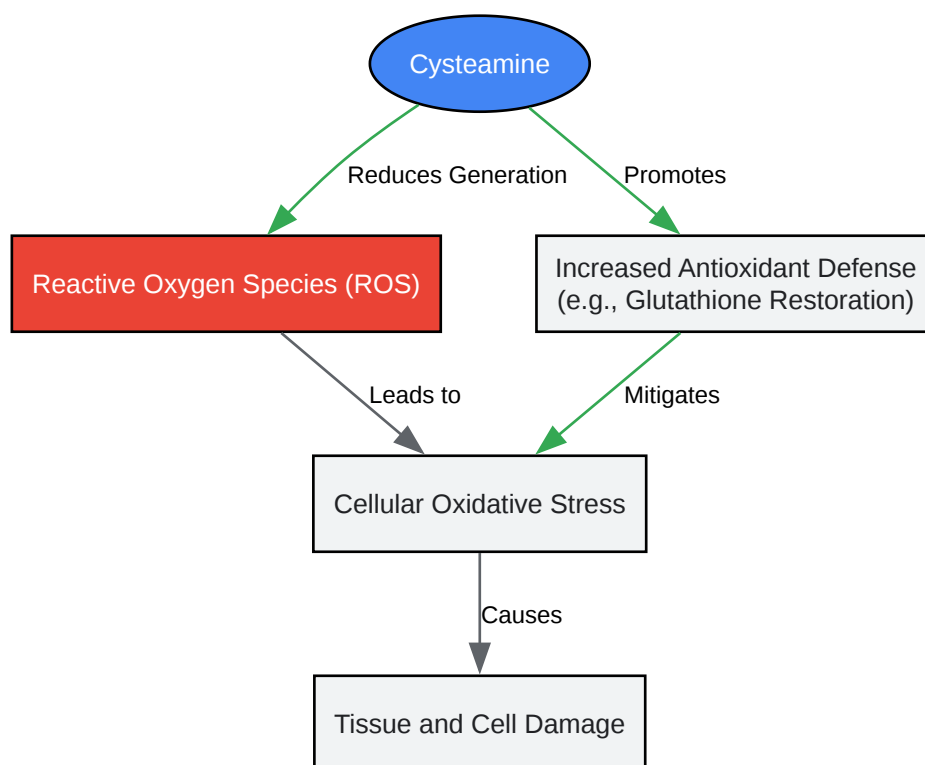 Cysteamine
Reduces Generation
Promotes
Reactive Oxygen Species (ROS)
Increased Antioxidant Defense
(e.g., Glutathione Restoration)
Leads to
Mitigates
Cellular Oxidative Stress
Causes
Tissue and Cell Damage